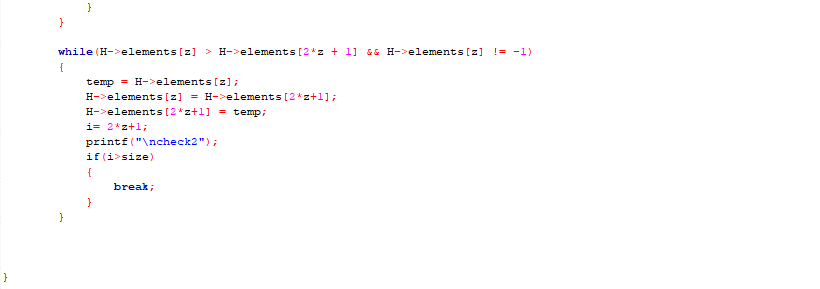 }
}
while(H->elements[z] > H->elements[2*z + 1] && H->elements[z] != -1)
{
temp = H->elements[z];
H->elements[z] = H->elements[2*z+1];
H->elements[2*z+1] = temp;
i= 2*z+1;
printf("\ncheck2");
if(i>size)
{
break;
}
}
}